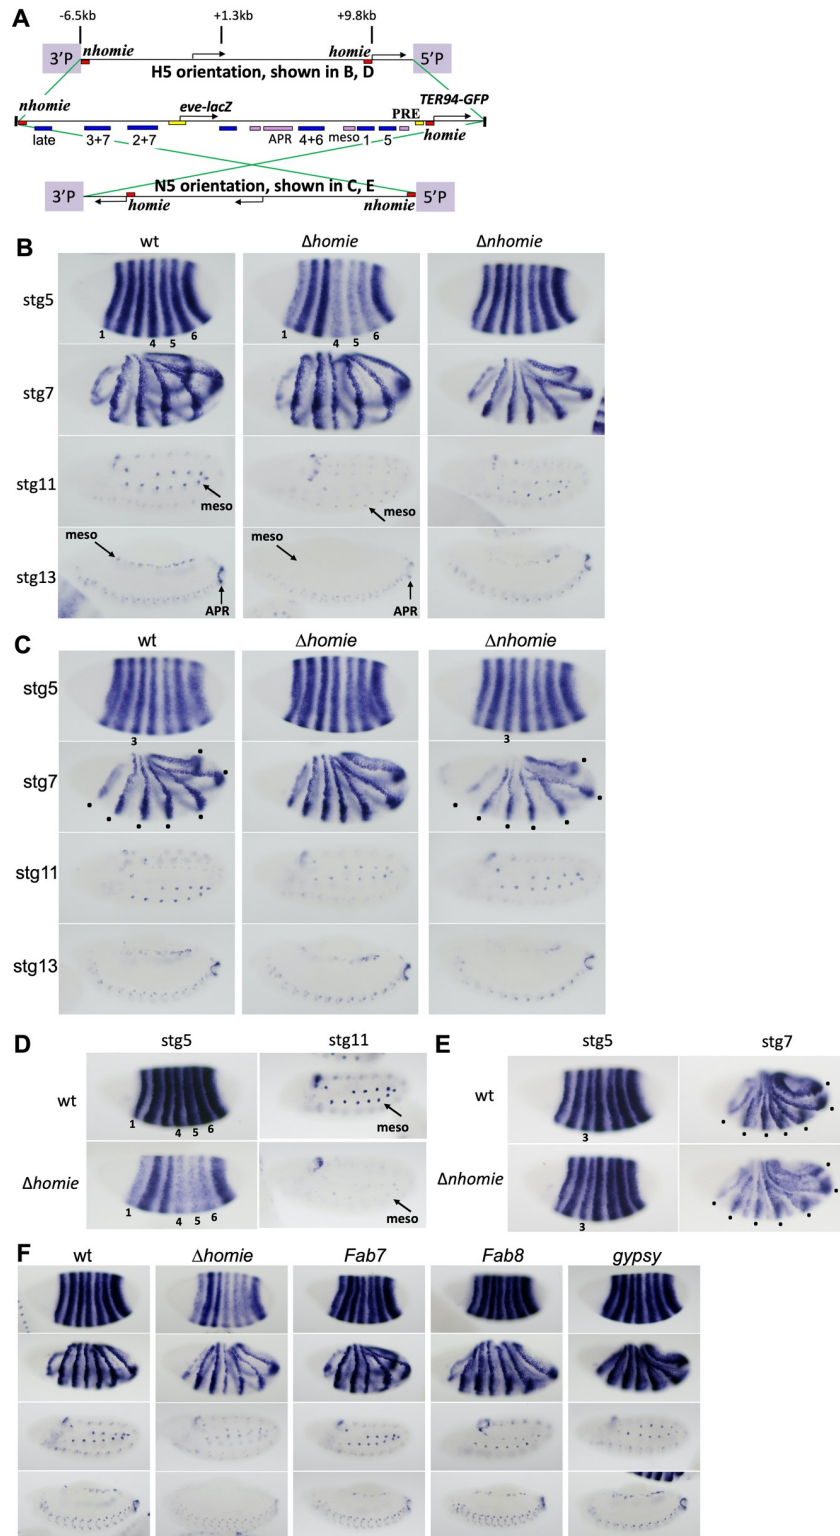 A
-6.5kb +1.3kb +9.8kb
3'P nhomie homie 5'P
H5 orientation, shown in B, D
nhomie eve-lacZ PRE TER94-GFP
late 3+7 2+7 APR 4+6 meso 1 5 homie
3'P N5 orientation, shown in C, E 5'P
homie nhomie
B
wt Δhomie Δnhomie
stg5
1 4 5 6 1 4 5 6
stg7
stg11
meso meso
stg13
meso meso
APR APR
C
wt Δhomie Δnhomie
stg5
3 3
stg7
stg11
stg13
D
stg5 stg11
wt
1 4 5 6
meso
Δhomie
1 4 5 6
meso
E
stg5 stg7
wt
3
Δnhomie
3
F
wt Δhomie Fab7 Fab8 gypsy